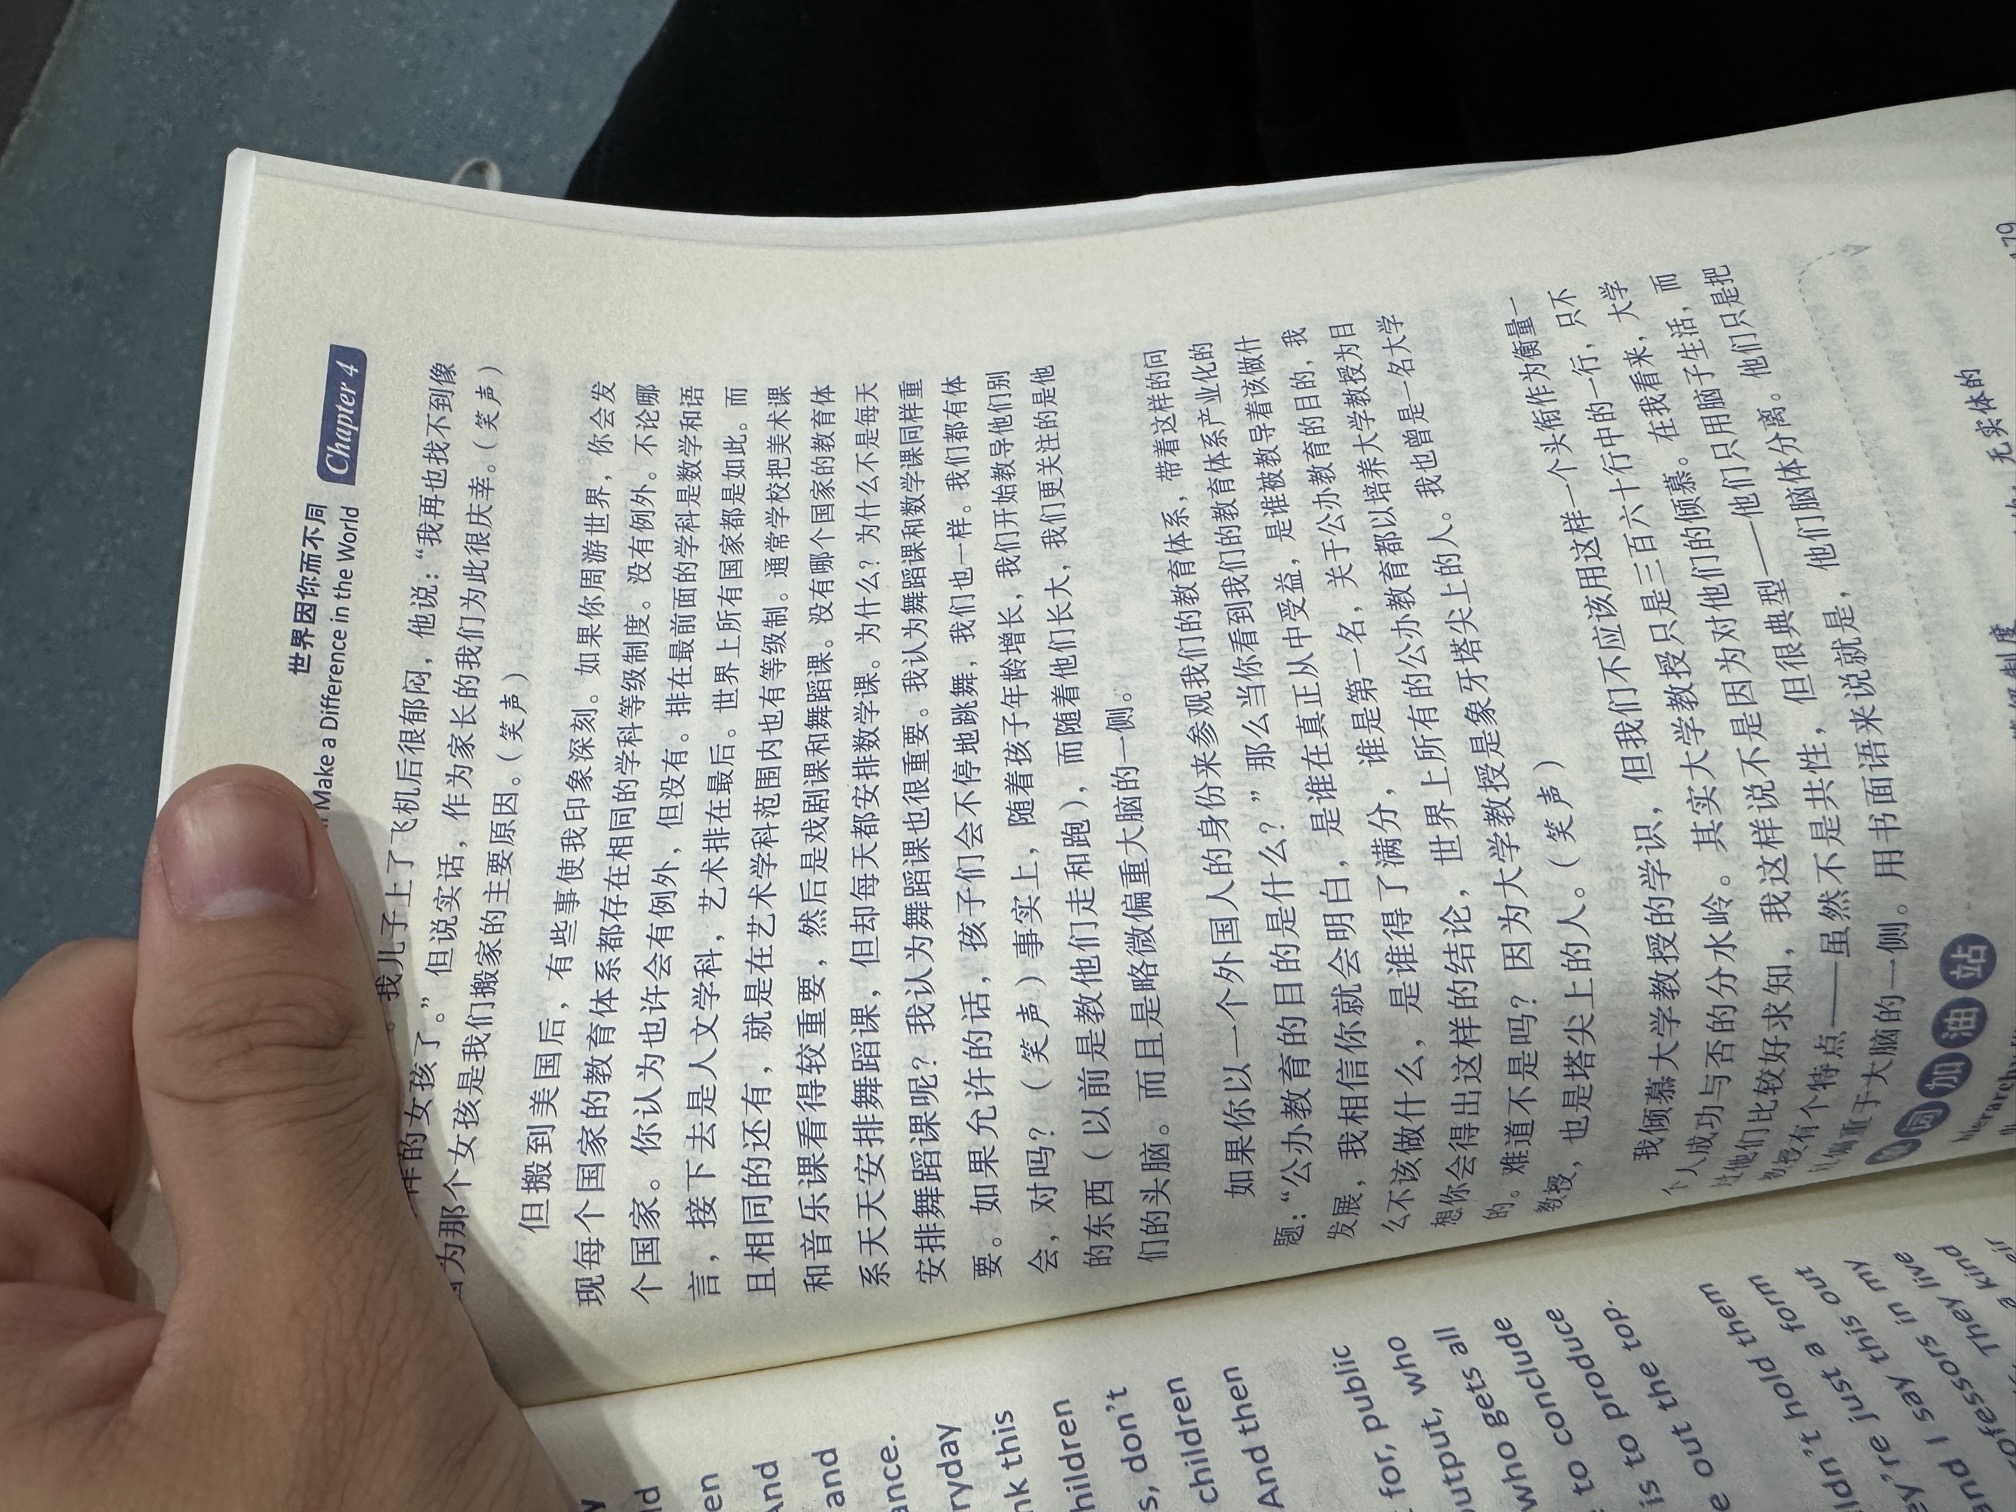 世界因你而不同
Make a Difference in the World
Chapter 4
。我儿子上了飞机后很郁闷，他说：“我再也找不到像
样的女孩了。”但说实话，作为家长的我们为此很庆幸。（笑声）
因为那个女孩是我们搬家的主要原因。（笑声）
但搬到美国后，有些事使我印象深刻。如果你周游世界，你会发
现每个国家的教育体系都存在相同的学科等级制度。没有例外。不论哪
个国家。你认为也许会有例外，但没有。排在最前面的学科是数学和语
言，接下去是人文学科，艺术排在最后。世界上所有国家都是如此。而
且相同的还有，就是在艺术学科范围内也有等级制。通常学校把美术课
和音乐课看得较重要，然后是戏剧课和舞蹈课。没有哪个国家的教育体
系天天安排舞蹈课，但却每天都安排数学课。为什么？为什么不是每天
安排舞蹈课呢？我认为舞蹈课也很重要。我认为舞蹈课和数学课同样重
要。如果允许的话，孩子们会不停地跳舞，我们也一样。我们都有体
会，对吗？（笑声）事实上，随着孩子年龄增长，我们开始教导他们别
的东西（以前是教他们走和跑），而随着他们长大，我们更关注的是他
们的头脑。而且是略微偏重大脑的一侧。
如果你以一个外国人的身份来参观我们的教育体系，带着这样的问
题：“公办教育的目的是什么？”那么当你看到我们的教育体系产业化的
发展，我相信你就会明白，是谁在真正从中受益，是谁被教导着该做什
么不该做什么，是谁得了满分，谁是第一名，关于公办教育的目的，我
想你会得出这样的结论，世界上所有的公办教育都以培养大学教授为目
的。难道不是吗？因为大学教授是象牙塔尖上的人。我也曾是一名大学
教授，也是塔尖上的人。（笑声）
我倾慕大学教授的学识，但我们不应该用这样一个头衔作为衡量一
个人成功与否的分水岭。其实大学教授只是三百六十行中的一行，只不
过他们比较好求知，我这样说不是因为对他们的倾慕。在我看来，大学
教授有个特点——虽然不是共性，但很典型——他们只用脑子生活，而
且偏重于大脑的一侧。用书面语来说就是，他们脑体分离。他们只是把
词加油站
hierarchy
等级制度
无实体的
179
y
ld
en
And
and
ance.
ryday
nk this
hildren
s, don't
children
And then
for, public
output, who
who gets all
to conclude
is to produce
e out the top.
ldn't hold them
ey're just a form
and I say this out
ofessors in my
They live
a kind
eir